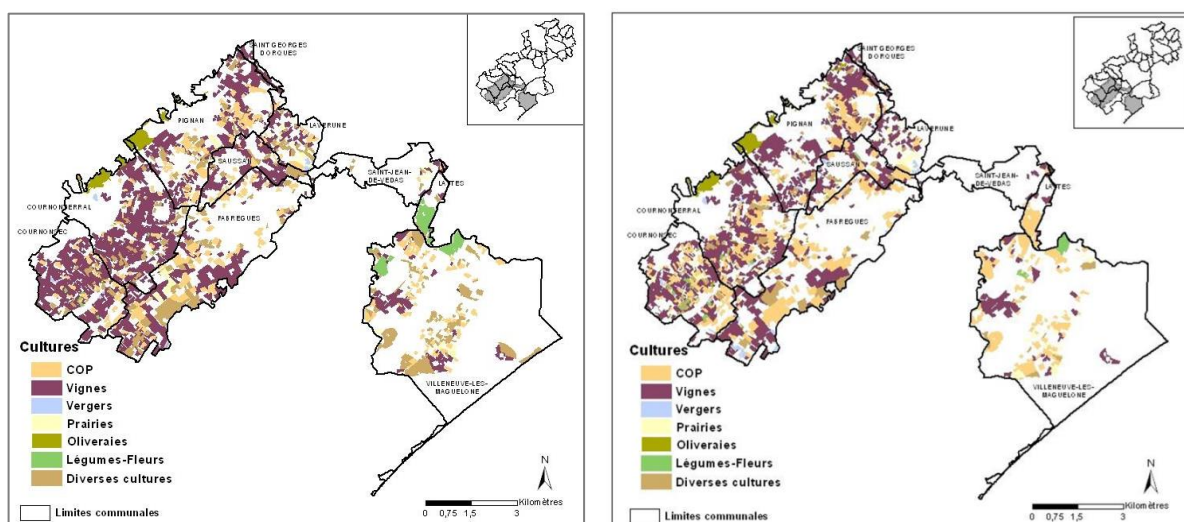 SAINT GEORGES
DORQUES
PIGNAN
LAVERUNE
SAUSSAN
SAINT-JEAN-
DE-VEDAS
LATTES
COURNONTERRAL
FABREGUES
COURNONSEC
Cultures
COP
Vignes
Vergers
Prairies
Oliveraies
Légumes-Fleurs
Diverses cultures
Limites communales
VILLENEUVE-LES-
MAGUELONE
N
Kilomètres
0 0,75 1,5 3
SAINT GEORGES
DORQUES
PIGNAN
LAVERUNE
SAUSSAN
SAINT-JEAN-
DE-VEDAS
LATTES
COURNONTERRAL
FABREGUES
COURNONSEC
Cultures
COP
Vignes
Vergers
Prairies
Oliveraies
Légumes-Fleurs
Diverses cultures
Limites communales
VILLENEUVE-LES-
MAGUELONE
N
Kilomètres
0 0,75 1,5 3